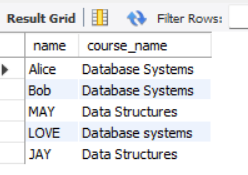 Result Grid Filter Rows:
name course_name
Alice Database Systems
Bob Database Systems
MAY Data Structures
LOVE Database systems
JAY Data Structures